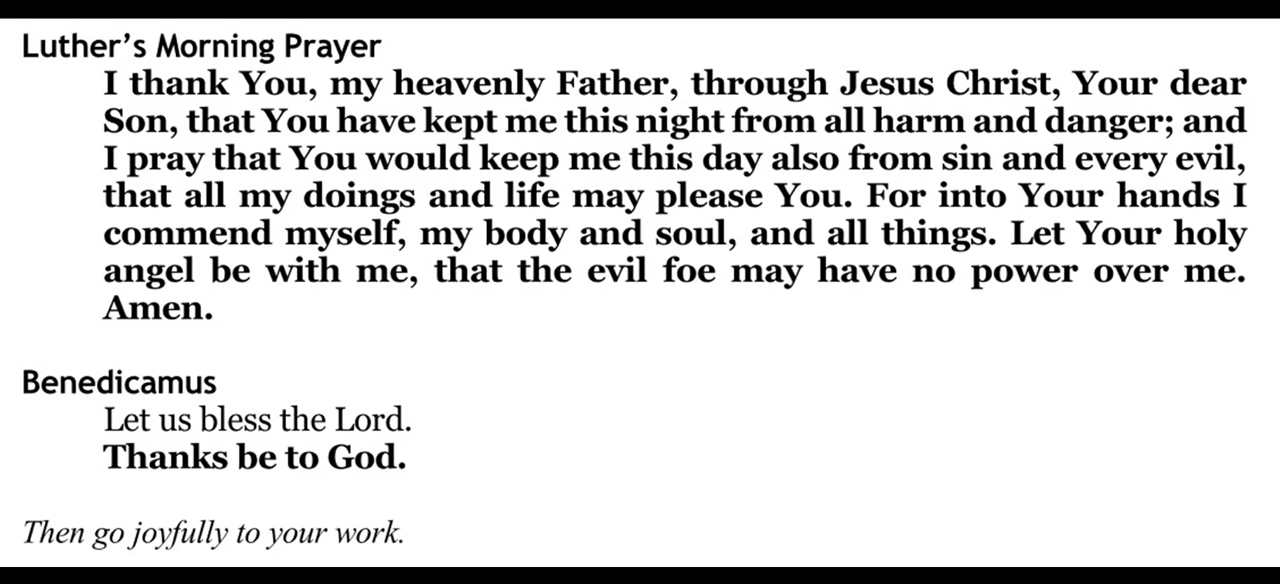 Luther’s Morning Prayer
I thank You, my heavenly Father, through Jesus Christ, Your dear
Son, that You have kept me this night from all harm and danger; and
I pray that You would keep me this day also from sin and every evil,
that all my doings and life may please You. For into Your hands I
commend myself, my body and soul, and all things. Let Your holy
angel be with me, that the evil foe may have no power over me.
Amen.
Benedicamus
Let us bless the Lord.
Thanks be to God.
Then go joyfully to your work.